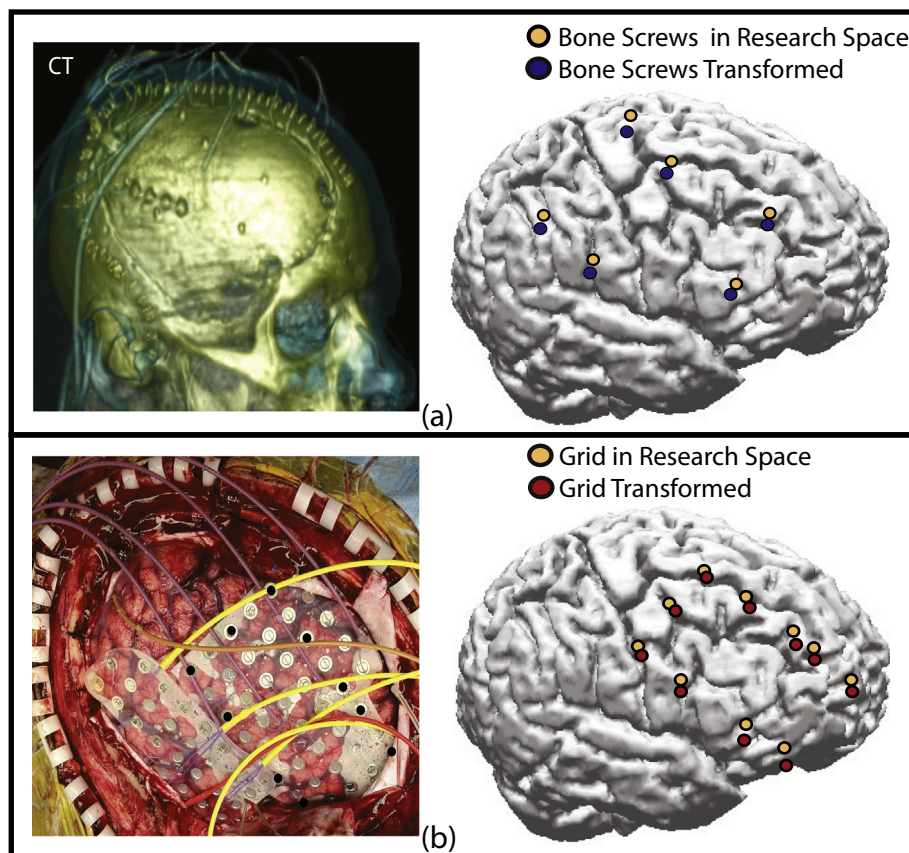 CT
Bone Screws in Research Space
Bone Screws Transformed
(a)
Grid in Research Space
Grid Transformed
(b)